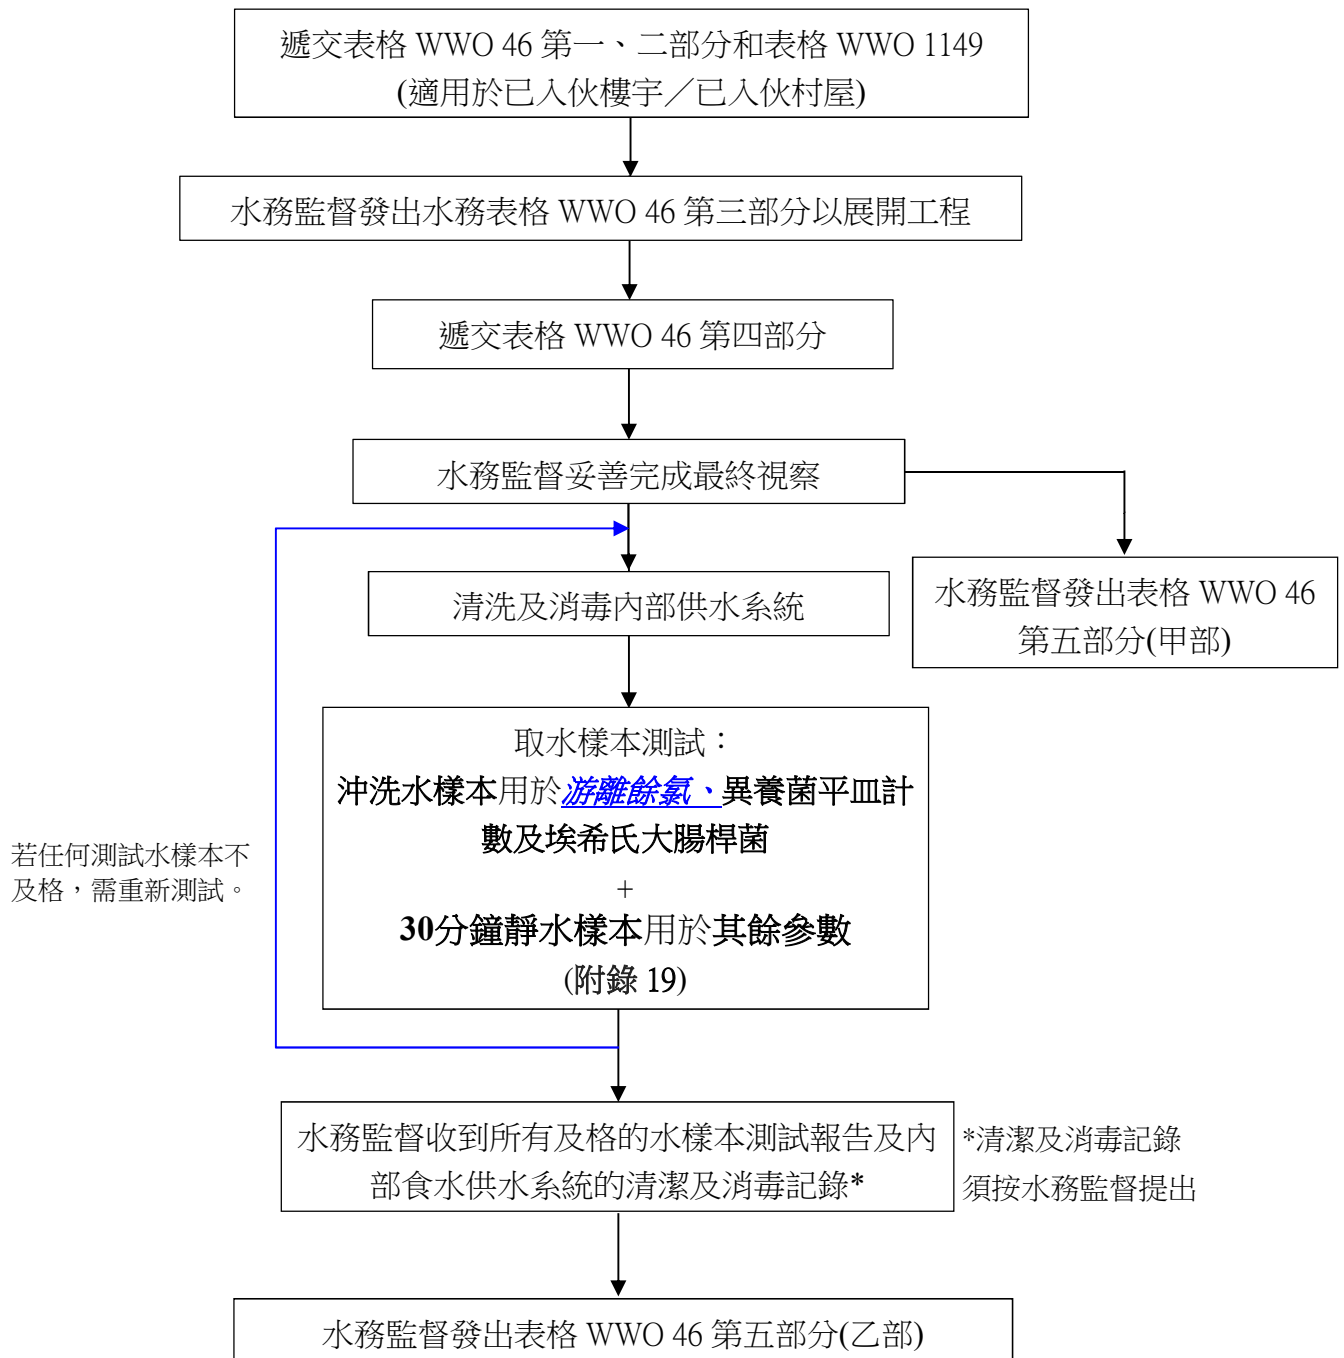 遞交表格 WWO 46 第一、二部分和表格 WWO 1149
(適用於已入伙樓宇／已入伙村屋)
水務監督發出水務表格 WWO 46 第三部分以展開工程
遞交表格 WWO 46 第四部分
水務監督妥善完成最終視察
清洗及消毒內部供水系統
水務監督發出表格 WWO 46
第五部分(甲部)
取水樣本測試：
沖洗水樣本用於游離餘氯、異養菌平皿計
數及埃希氏大腸桿菌
+
30分鐘靜水樣本用於其餘參數
(附錄 19)
若任何測試水樣本不
及格，需重新測試。
水務監督收到所有及格的水樣本測試報告及內
部食水供水系統的清潔及消毒記錄*
*清潔及消毒記錄
須按水務監督提出
水務監督發出表格 WWO 46 第五部分(乙部)